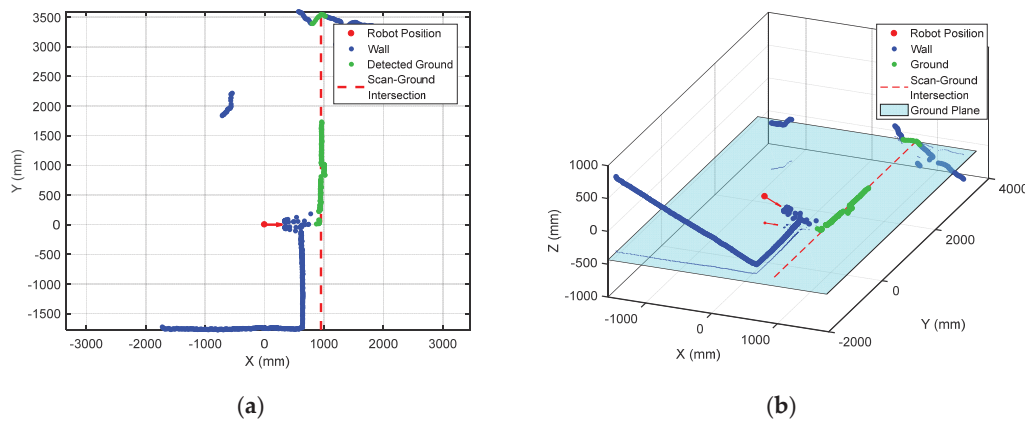 3500
3000
2500
2000
1500
1000
500
0
-500
-1000
-1500
Y (mm)
-3000 -2000 -1000 0 1000 2000 3000
X (mm)
Robot Position
Wall
Detected Ground
Scan-Ground
Intersection
(a)
1000
500
0
-500
-1000
Z (mm)
-1000
0
1000
X (mm)
-2000
0
2000
4000
Y (mm)
Robot Position
Wall
Ground
Scan-Ground
Intersection
Ground Plane
(b)